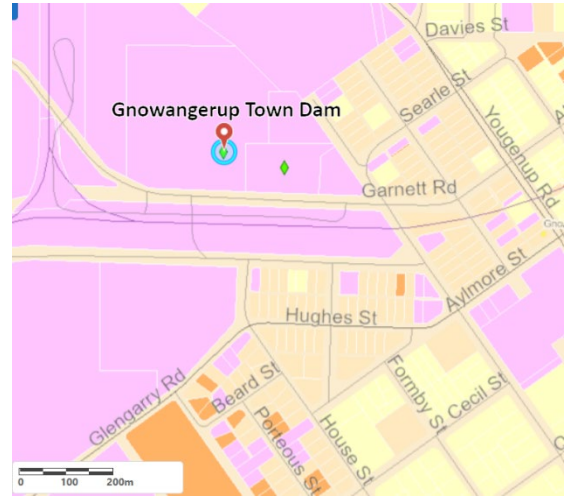 Davies St
Searle St
Gnowangerup Town Dam
Yougenup Rd
Garnett Rd
Aylmore St
Hughes St
Glengarry Rd
Beard St
Formby St
Cecil St
Porteous St
House St
0 100 200m